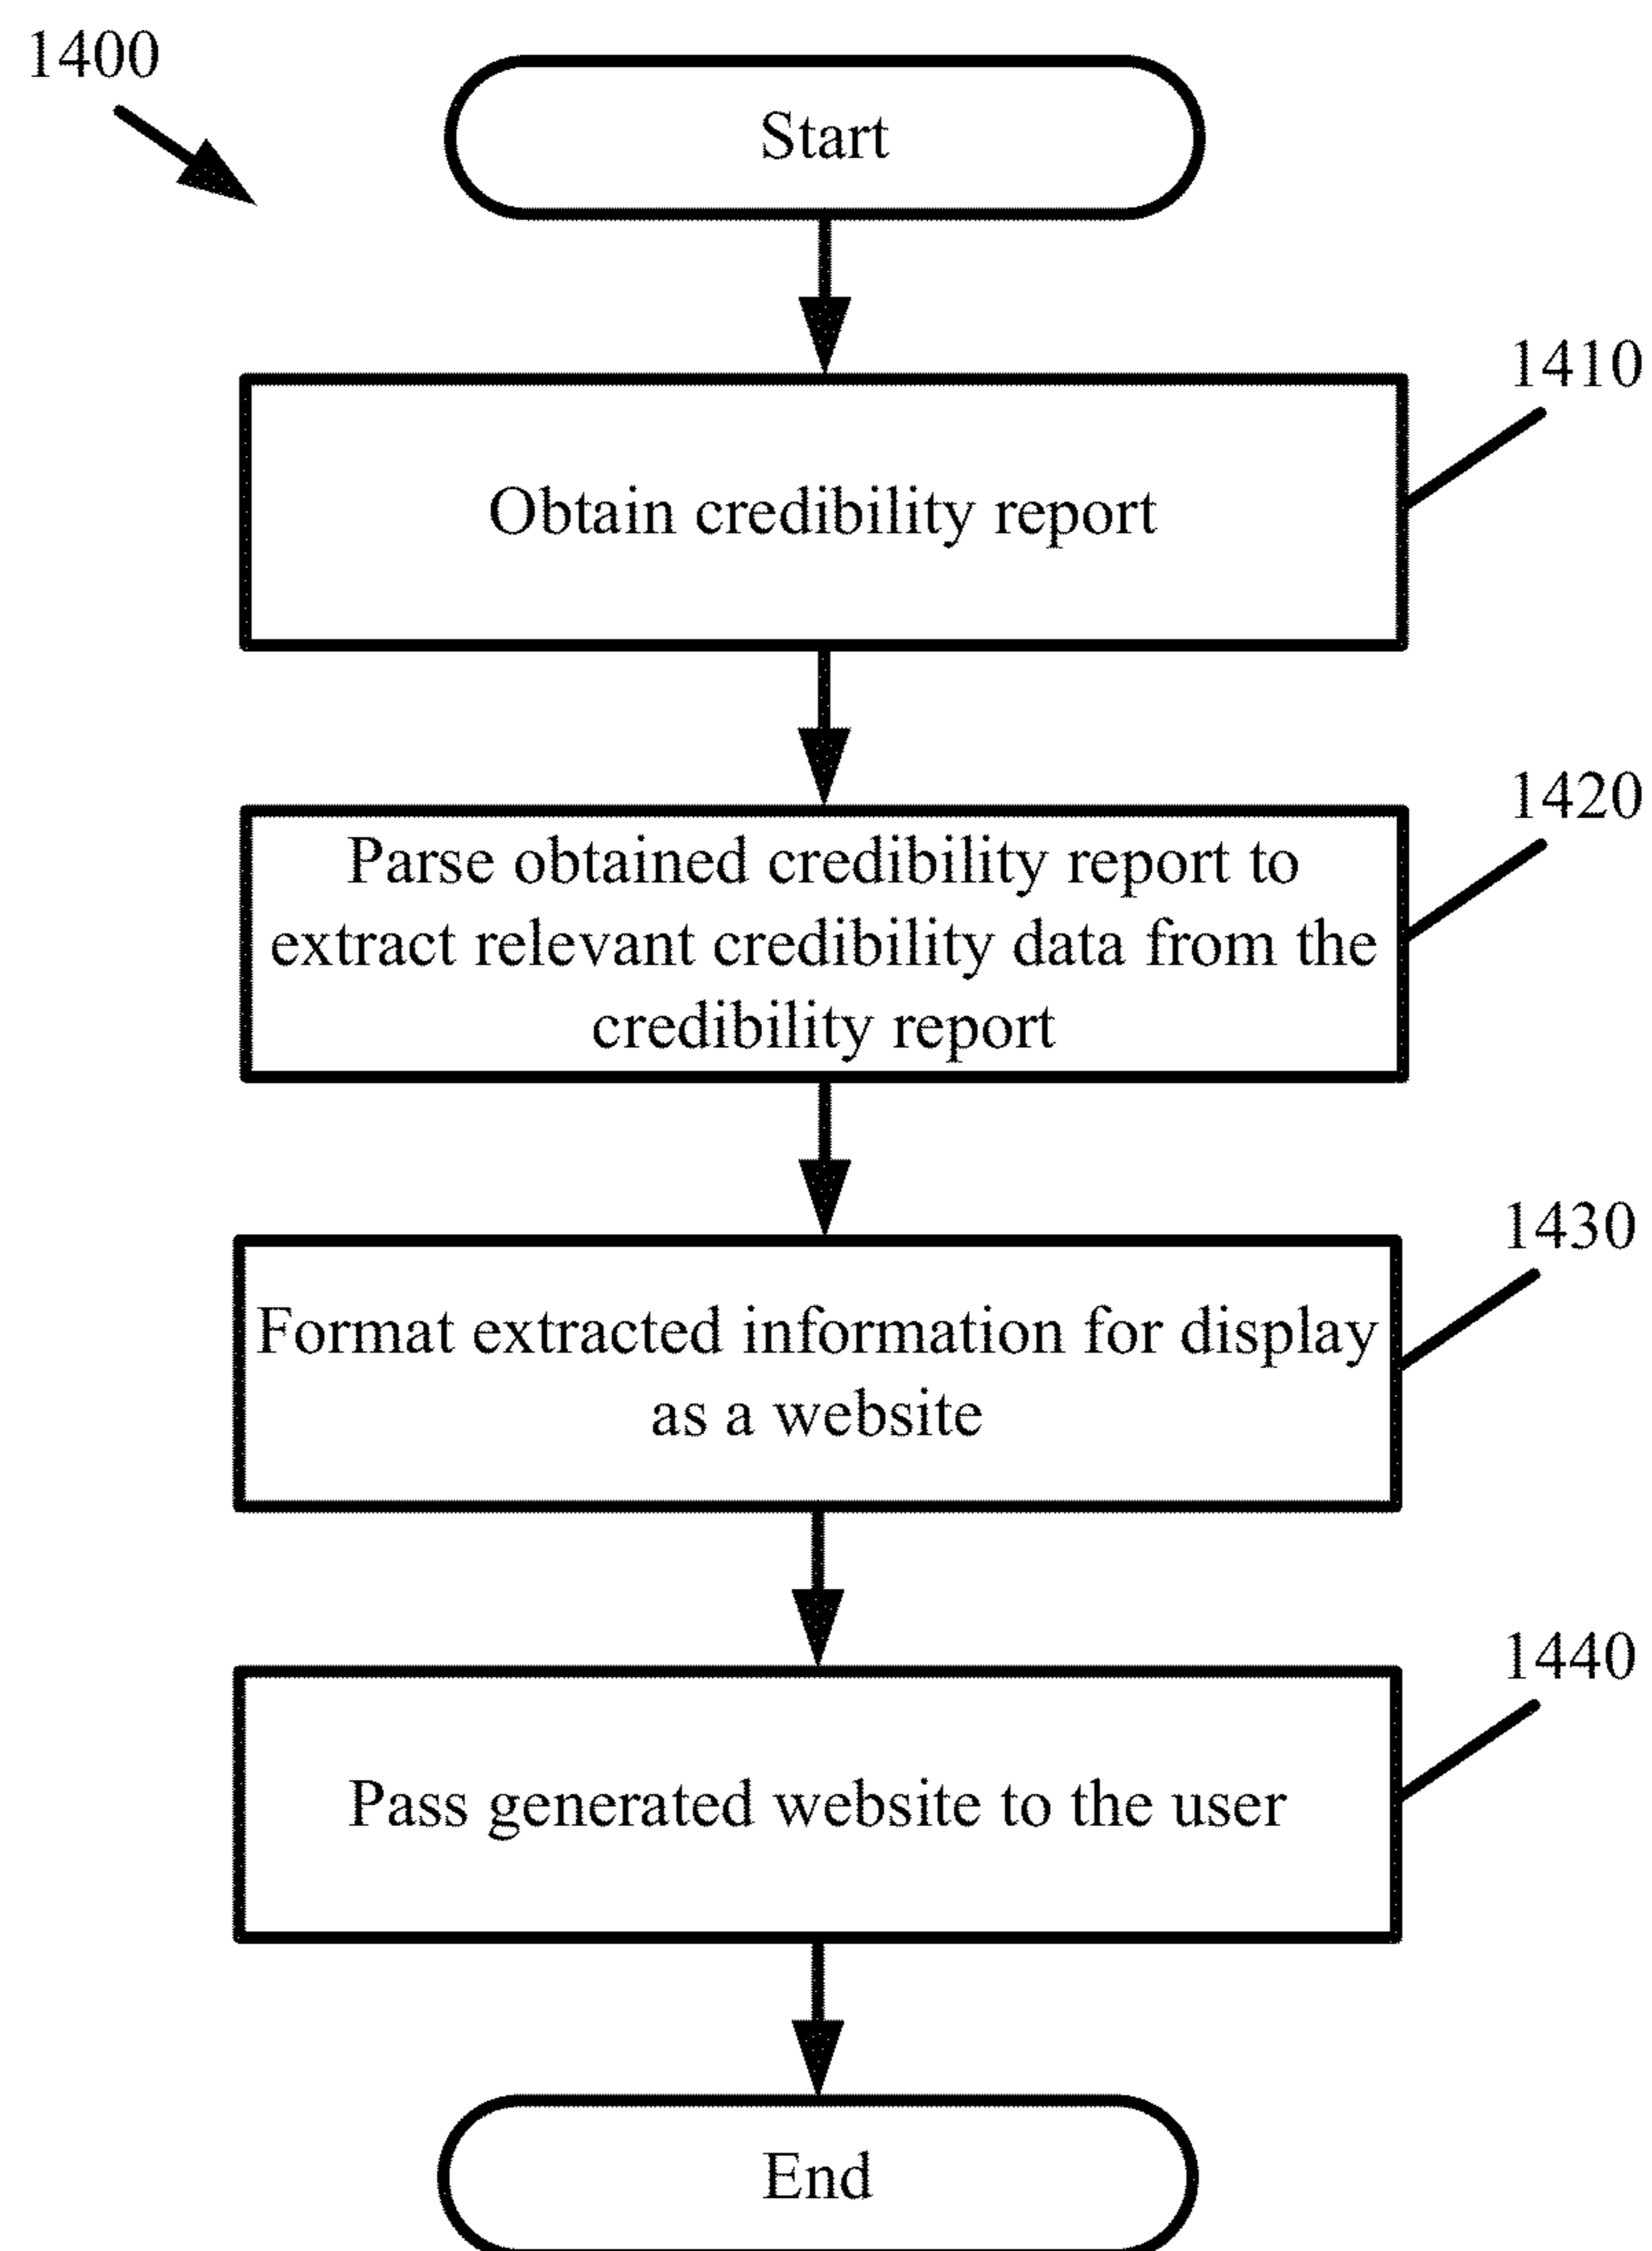 1400
Start
1410
Obtain credibility report
1420
Parse obtained credibility report to
extract relevant credibility data from the
credibility report
1430
Format extracted information for display
as a website
1440
Pass generated website to the user
End